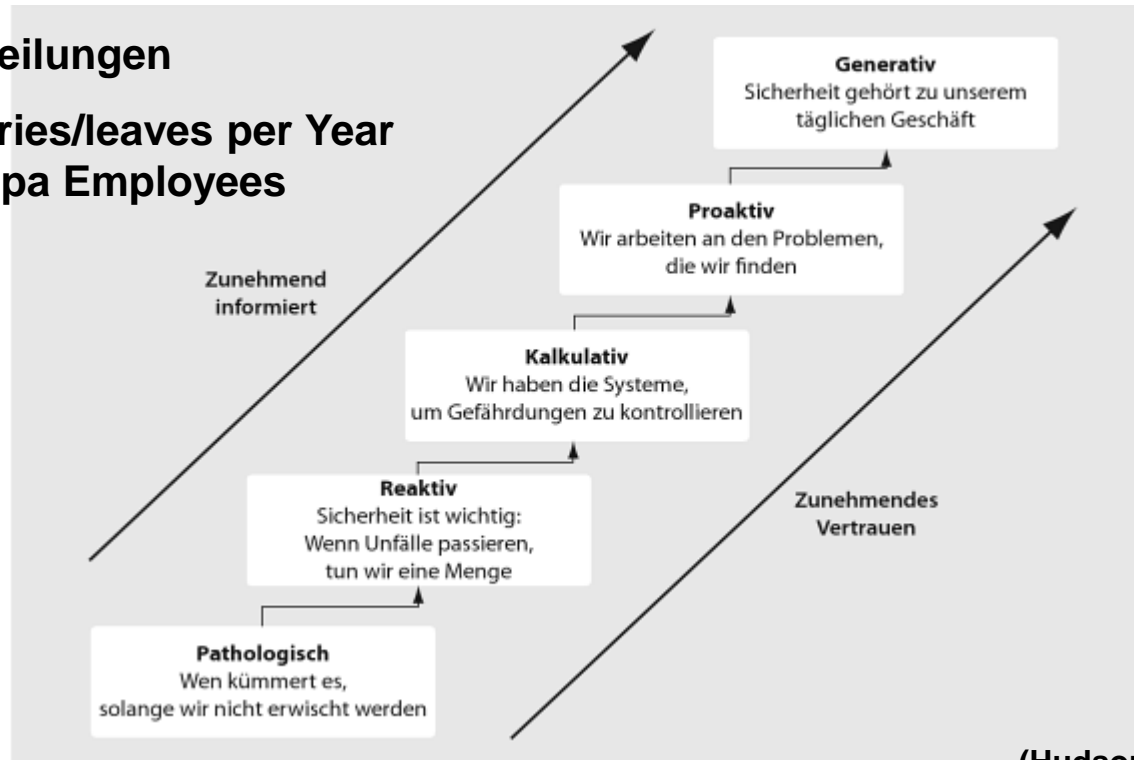 eilungen
ries/leaves per Year
pa Employees
Generativ
Sicherheit gehört zu unserem
täglichen Geschäft
Proaktiv
Wir arbeiten an den Problemen,
die wir finden
Zunehmend
informiert
Kalkulativ
Wir haben die Systeme,
um Gefährdungen zu kontrollieren
Reaktiv
Sicherheit ist wichtig:
Wenn Unfälle passieren,
tun wir eine Menge
Zunehmendes
Vertrauen
Pathologisch
Wen kümmert es,
solange wir nicht erwischt werden